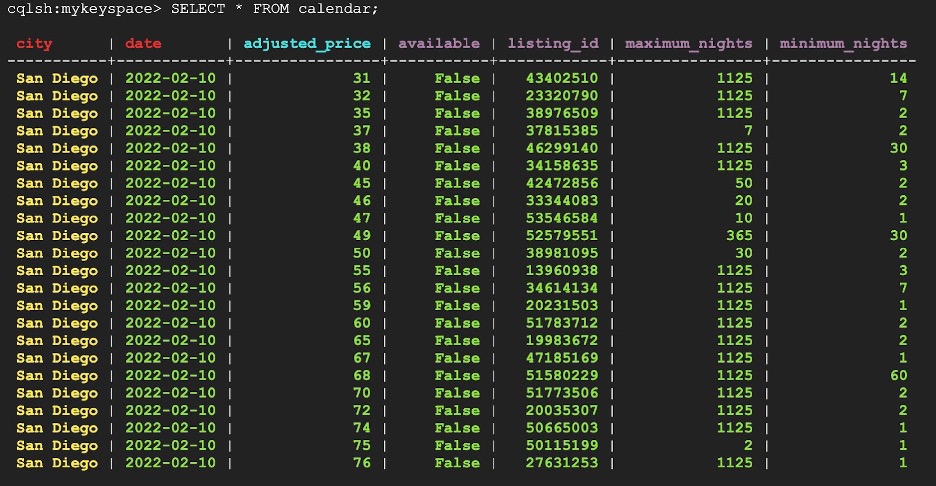 cqlsh:mykeyspace> SELECT * FROM calendar;
city | date | adjusted_price | available | listing_id | maximum_nights | minimum_nights
-----------+------------+----------------+-----------+------------+----------------+----------------
San Diego | 2022-02-10 | 31 | False | 43402510 | 1125 | 14
San Diego | 2022-02-10 | 32 | False | 23320790 | 1125 | 7
San Diego | 2022-02-10 | 35 | False | 38976509 | 1125 | 2
San Diego | 2022-02-10 | 37 | False | 37815385 | 7 | 2
San Diego | 2022-02-10 | 38 | False | 46299140 | 1125 | 30
San Diego | 2022-02-10 | 40 | False | 34158635 | 1125 | 3
San Diego | 2022-02-10 | 45 | False | 42472856 | 50 | 2
San Diego | 2022-02-10 | 46 | False | 33344083 | 20 | 2
San Diego | 2022-02-10 | 47 | False | 53546584 | 10 | 1
San Diego | 2022-02-10 | 49 | False | 52579551 | 365 | 30
San Diego | 2022-02-10 | 50 | False | 38981095 | 30 | 2
San Diego | 2022-02-10 | 55 | False | 13960938 | 1125 | 3
San Diego | 2022-02-10 | 56 | False | 34614134 | 1125 | 7
San Diego | 2022-02-10 | 59 | False | 20231503 | 1125 | 1
San Diego | 2022-02-10 | 60 | False | 51783712 | 1125 | 2
San Diego | 2022-02-10 | 65 | False | 19983672 | 1125 | 2
San Diego | 2022-02-10 | 67 | False | 47185169 | 1125 | 1
San Diego | 2022-02-10 | 68 | False | 51580229 | 1125 | 60
San Diego | 2022-02-10 | 70 | False | 51773506 | 1125 | 2
San Diego | 2022-02-10 | 72 | False | 20035307 | 1125 | 2
San Diego | 2022-02-10 | 74 | False | 50665003 | 1125 | 1
San Diego | 2022-02-10 | 75 | False | 50115199 | 2 | 1
San Diego | 2022-02-10 | 76 | False | 27631253 | 1125 | 1